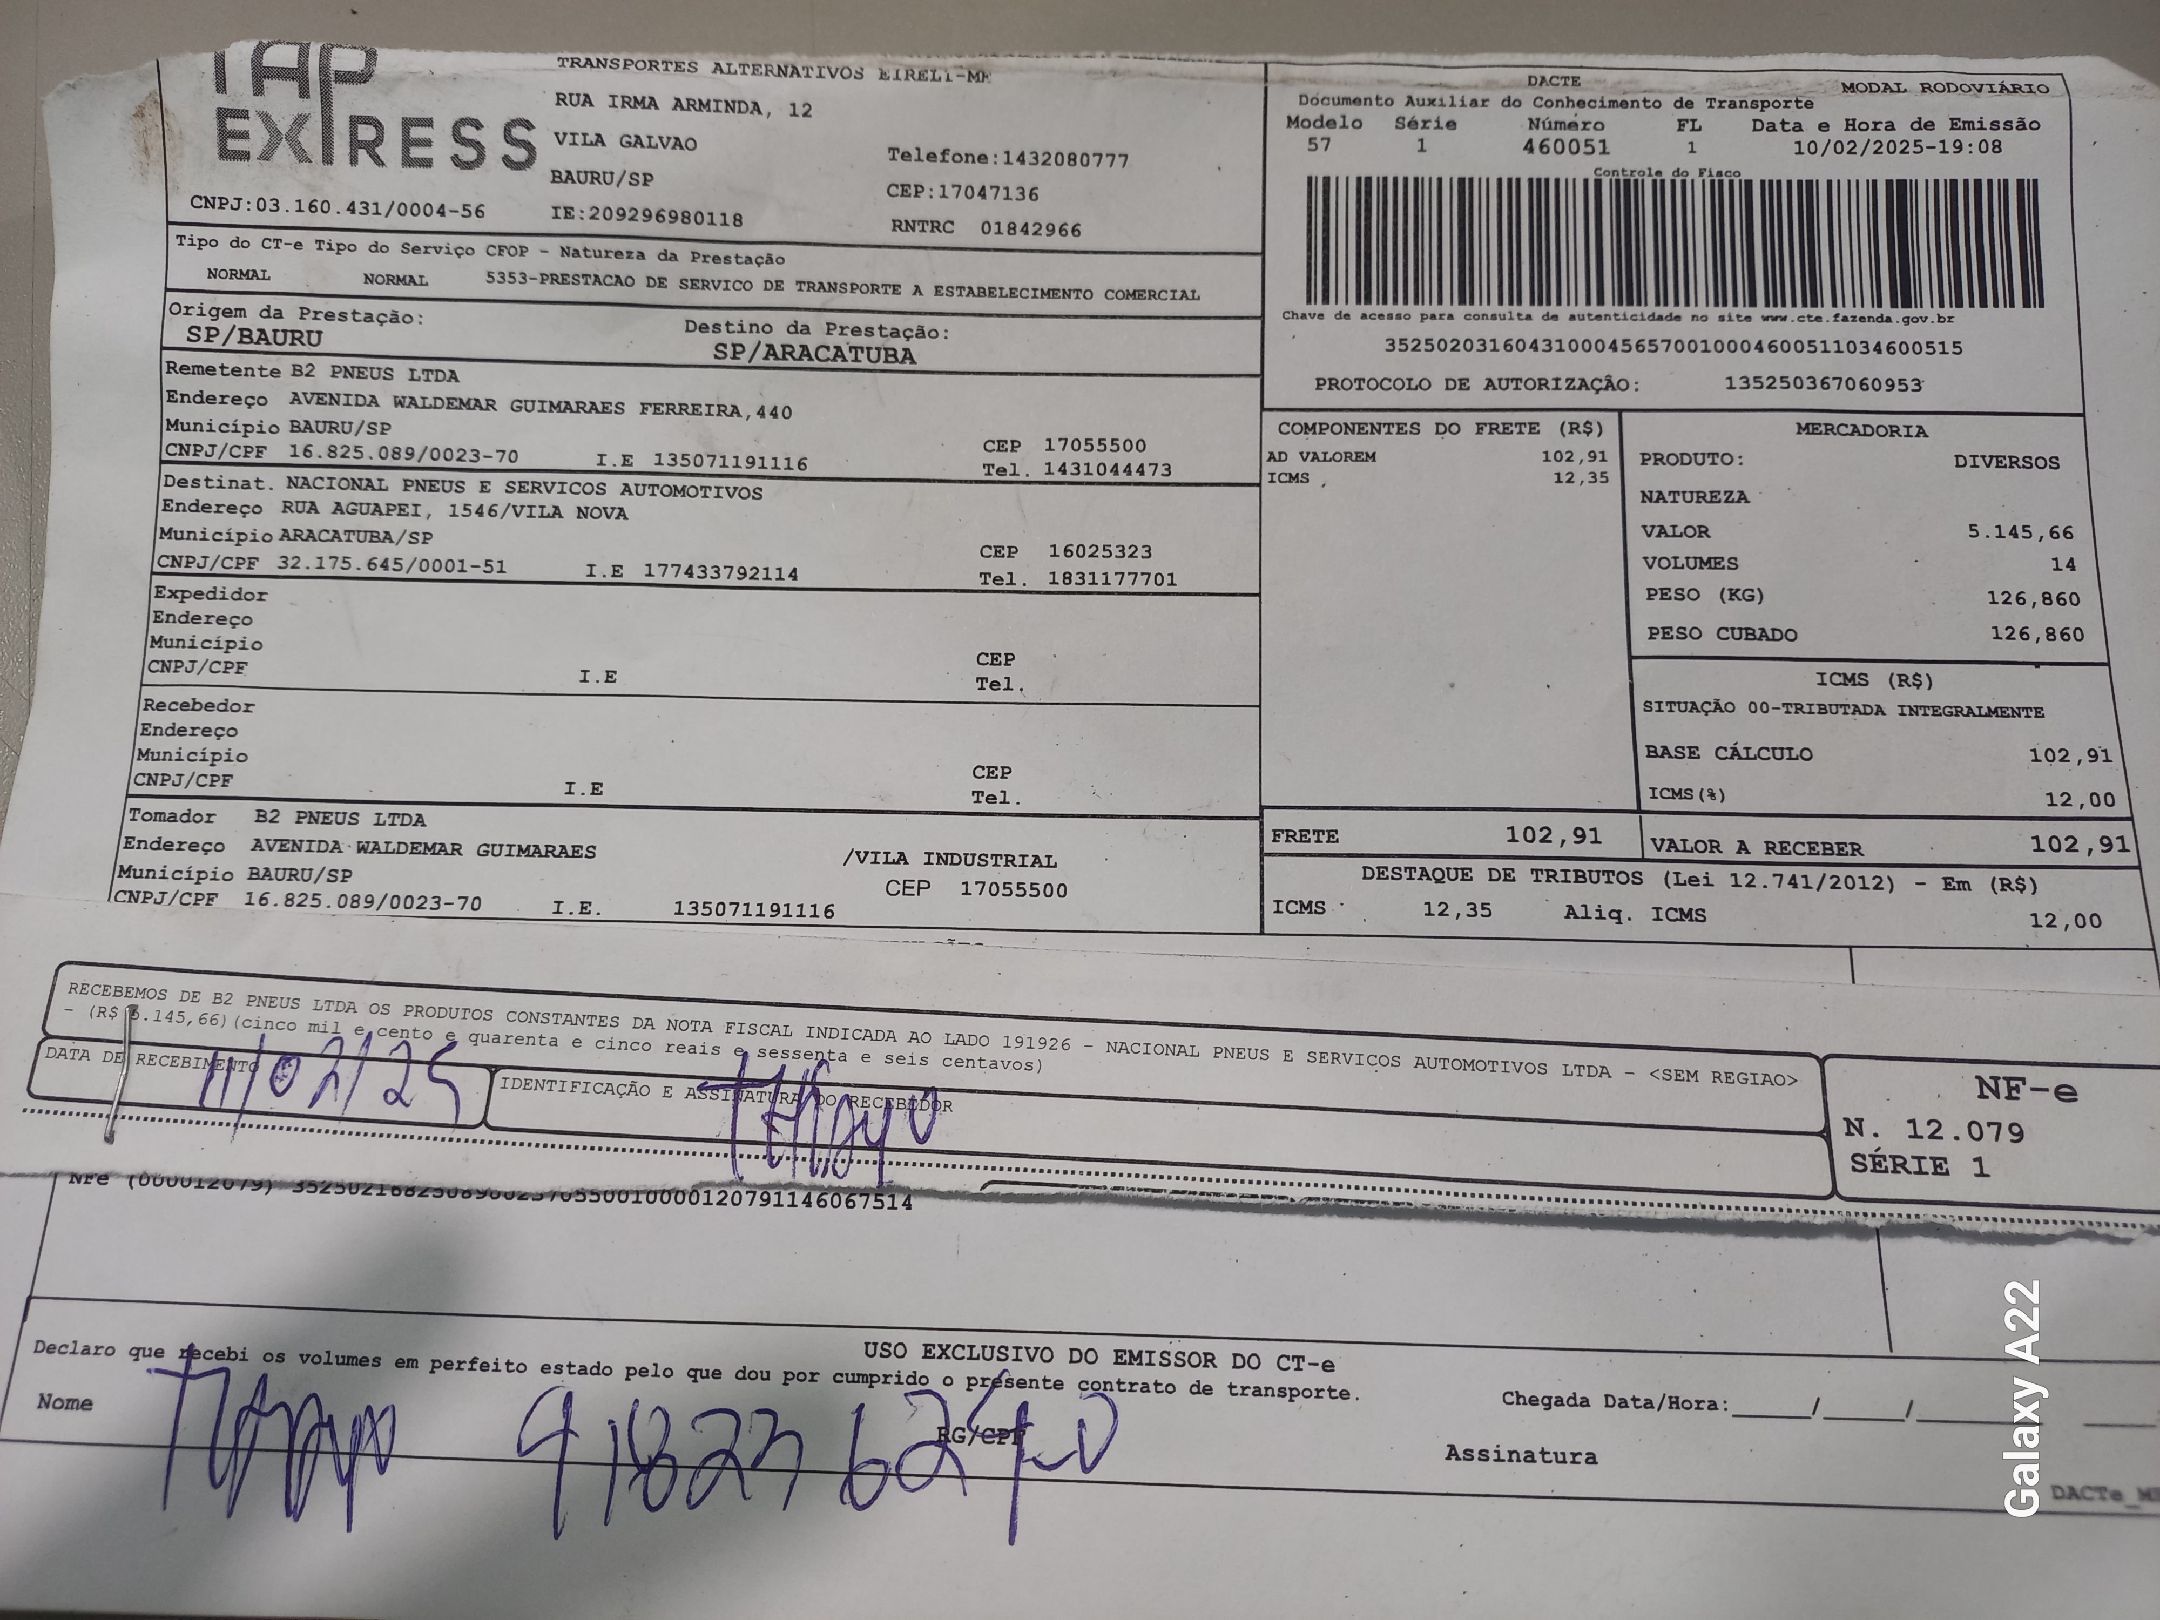 TAP
EXPRESS
TRANSPORTES ALTERNATIVOS EIRELI-ME
RUA IRMA ARMINDA, 12
VILA GALVAO
Telefone:1432080777
BAURU/SP
CEP:17047136
CNPJ:03.160.431/0004-56
IE:209296980118
RNTRC 01842966
DACTE
MODAL RODOVIÁRIO
Documento Auxiliar do Conhecimento de Transporte
Modelo Série Número FL Data e Hora de Emissão
57 1 460051 1 10/02/2025-19:08
Controle do Fisco
Chave de acesso para consulta de autenticidade no site www.cte.fazenda.gov.br
35250203160431000456570010004600511034600515
PROTOCOLO DE AUTORIZAÇÃO: 135250367060953
Tipo do CT-e Tipo do Serviço CFOP - Natureza da Prestação
NORMAL NORMAL 5353-PRESTACAO DE SERVICO DE TRANSPORTE A ESTABELECIMENTO COMERCIAL
Origem da Prestação: Destino da Prestação:
SP/BAURU SP/ARACATUBA
Remetente B2 PNEUS LTDA
Endereço AVENIDA WALDEMAR GUIMARAES FERREIRA,440
Município BAURU/SP CEP 17055500
CNPJ/CPF 16.825.089/0023-70 I.E 135071191116 Tel. 1431044473
Destinat. NACIONAL PNEUS E SERVICOS AUTOMOTIVOS
Endereço RUA AGUAPEI, 1546/VILA NOVA
Município ARACATUBA/SP CEP 16025323
CNPJ/CPF 32.175.645/0001-51 I.E 177433792114 Tel. 1831177701
Expedidor
Endereço
Município CEP
CNPJ/CPF I.E Tel.
Recebedor
Endereço
Município CEP
CNPJ/CPF I.E Tel.
Tomador B2 PNEUS LTDA
Endereço AVENIDA WALDEMAR GUIMARAES /VILA INDUSTRIAL
Município BAURU/SP CEP 17055500
CNPJ/CPF 16.825.089/0023-70 I.E. 135071191116
COMPONENTES DO FRETE (R$)
AD VALOREM 102,91
ICMS 12,35
MERCADORIA
PRODUTO: DIVERSOS
NATUREZA
VALOR 5.145,66
VOLUMES 14
PESO (KG) 126,860
PESO CUBADO 126,860
ICMS (R$)
SITUAÇÃO 00-TRIBUTADA INTEGRALMENTE
BASE CÁLCULO 102,91
ICMS(%) 12,00
FRETE 102,91 VALOR A RECEBER 102,91
DESTAQUE DE TRIBUTOS (Lei 12.741/2012) - Em (R$)
ICMS 12,35 Aliq. ICMS 12,00
RECEBEMOS DE B2 PNEUS LTDA OS PRODUTOS CONSTANTES DA NOTA FISCAL INDICADA AO LADO 191926 - NACIONAL PNEUS E SERVICOS AUTOMOTIVOS LTDA - <SEM REGIAO>
- (R$ 5.145,66) (cinco mil e cento e quarenta e cinco reais e sessenta e seis centavos)
DATA DE RECEBIMENTO
11/02/25
IDENTIFICAÇÃO E ASSINATURA DO RECEBEDOR
NF-e
N. 12.079
SÉRIE 1
Nfe (000012079) 35250216825089002370550010000120791146067514
USO EXCLUSIVO DO EMISSOR DO CT-e
Declaro que recebi os volumes em perfeito estado pelo que dou por cumprido o presente contrato de transporte.
Nome
RG/CPF
Chegada Data/Hora: / /
Assinatura
Galaxy A22